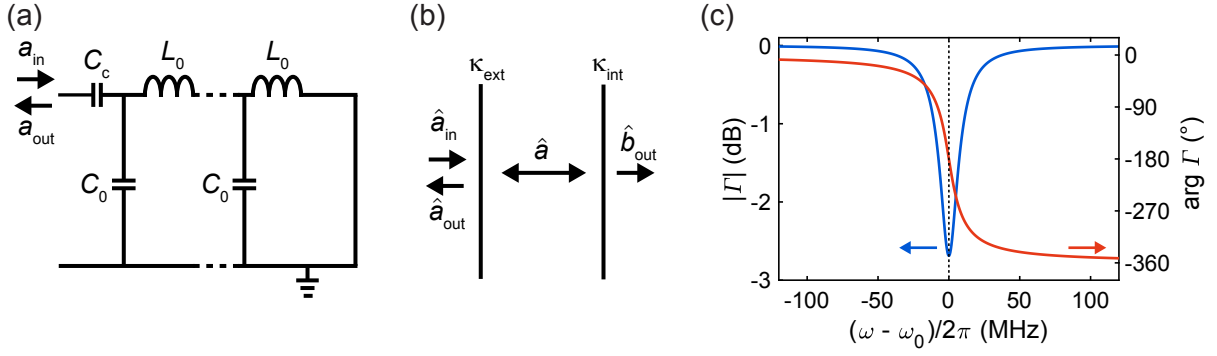 (a)
a_in
a_out
C_c
L_0
L_0
C_0
C_0
(b)
κ_ext
κ_int
â_in
â
b̂_out
â_out
(c)
|Γ| (dB)
0
-1
-2
-3
-100
-50
0
50
100
(ω - ω_0)/2π (MHz)
0
-90
-180
-270
-360
arg Γ (°)